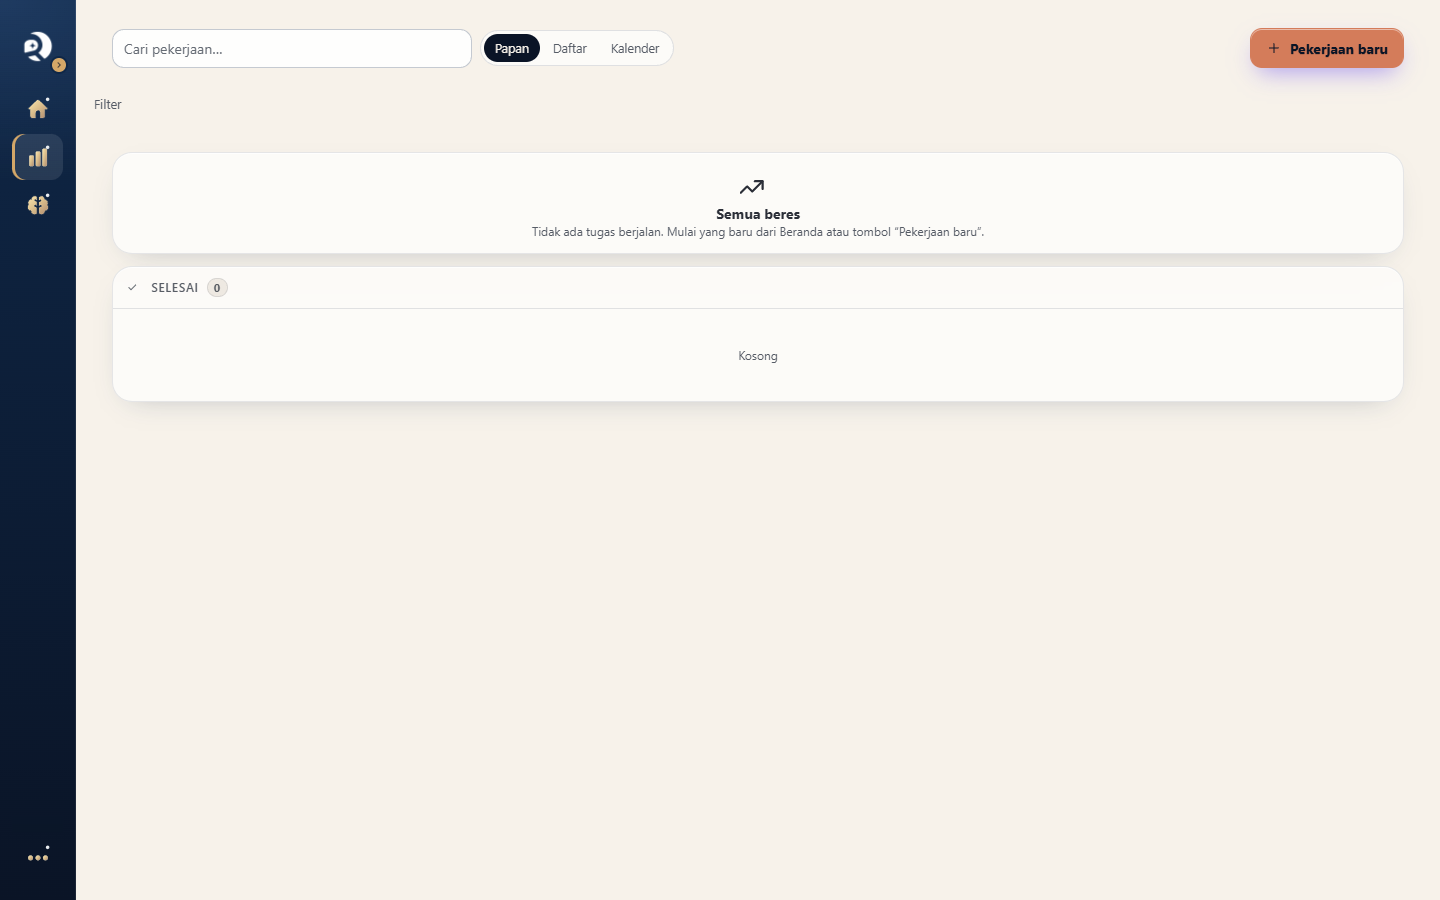 Cari pekerjaan...
Papan
Daftar
Kalender
Pekerjaan baru
Filter
Semua beres
Tidak ada tugas berjalan. Mulai yang baru dari Beranda atau tombol “Pekerjaan baru”.
SELESAI 0
Kosong